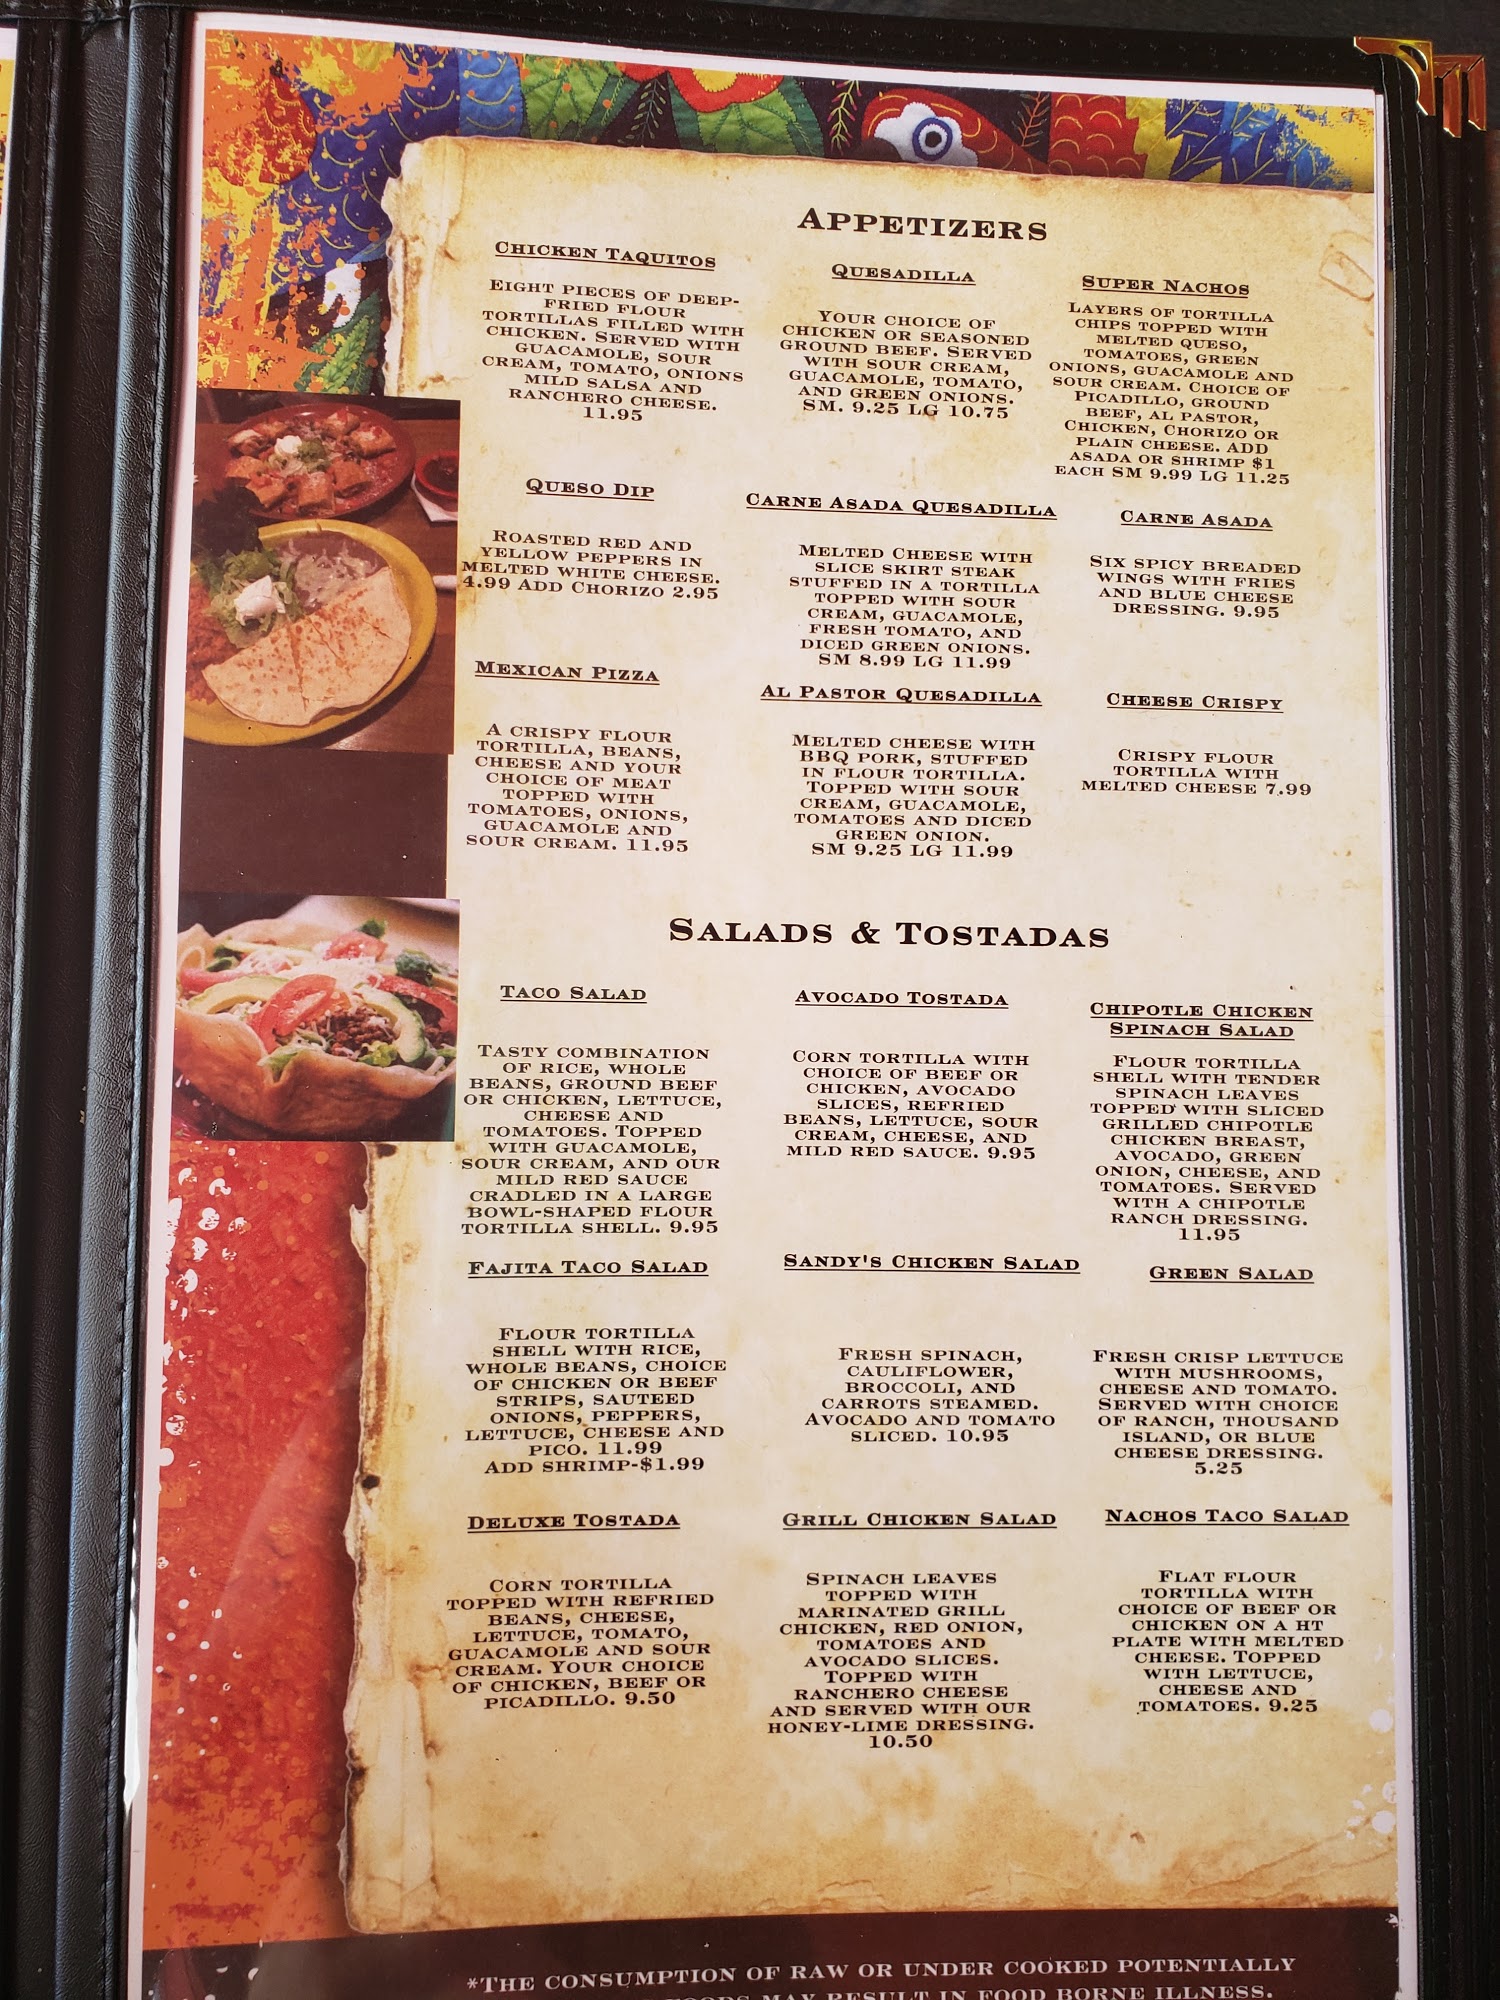 Appetizers
Chicken Taquitos
Eight pieces of deep-
fried flour
tortillas filled with
chicken. Served with
guacamole, sour
cream, tomato, onions
mild salsa and
ranchero cheese.
11.95
Quesadilla
Your choice of
chicken or seasoned
ground beef. Served
with sour cream,
guacamole, tomato,
and green onions.
sm. 9.25 lg 10.75
Super Nachos
Layers of tortilla
chips topped with
melted queso,
tomatoes, green
onions, guacamole and
sour cream. Choice of
Picadillo, ground
beef, al pastor,
Chicken, Chorizo or
plain cheese. Add
asada or shrimp $1
each sm 9.99 lg 11.25
Queso Dip
Roasted red and
yellow peppers in
melted white cheese.
4.99 Add Chorizo 2.95
Carne Asada Quesadilla
Melted Cheese with
slice skirt steak
stuffed in a tortilla
topped with sour
cream, guacamole,
fresh tomato, and
diced green onions.
sm 8.99 lg 11.99
Carne Asada
Six spicy breaded
wings with fries
and blue cheese
dressing. 9.95
Mexican Pizza
A crispy flour
tortilla, beans,
cheese and your
choice of meat
topped with
tomatoes, onions,
guacamole and
sour cream. 11.95
Al Pastor Quesadilla
Melted cheese with
BBQ pork, stuffed
in flour tortilla.
Topped with sour
cream, guacamole,
tomatoes and diced
green onion.
sm 9.25 lg 11.99
Cheese Crispy
Crispy flour
tortilla with
melted cheese 7.99
Salads & Tostadas
Taco Salad
Tasty combination
of rice, whole
beans, ground beef
or chicken, lettuce,
cheese and
tomatoes. Topped
with guacamole,
sour cream, and our
mild red sauce
cradled in a large
bowl-shaped flour
tortilla shell. 9.95
Avocado Tostada
Corn tortilla with
choice of beef or
chicken, avocado
slices, refried
beans, lettuce, sour
cream, cheese, and
mild red sauce. 9.95
Chipotle Chicken
Spinach Salad
Flour tortilla
shell with tender
spinach leaves
topped with sliced
grilled chipotle
chicken breast,
avocado, green
onion, cheese, and
tomatoes. Served
with a chipotle
ranch dressing.
11.95
Fajita Taco Salad
Flour tortilla
shell with rice,
whole beans, choice
of chicken or beef
strips, sauteed
onions, peppers,
lettuce, cheese and
pico. 11.99
Add shrimp-$1.99
Sandy's Chicken Salad
Fresh spinach,
cauliflower,
broccoli, and
carrots steamed.
Avocado and tomato
sliced. 10.95
Green Salad
Fresh crisp lettuce
with mushrooms,
cheese and tomato.
Served with choice
of ranch, thousand
island, or blue
cheese dressing.
5.25
Deluxe Tostada
Corn tortilla
topped with refried
beans, cheese,
lettuce, tomato,
guacamole and sour
cream. Your choice
of chicken, beef or
picadillo. 9.50
Grill Chicken Salad
Spinach leaves
topped with
marinated grill
chicken, red onion,
tomatoes and
avocado slices.
Topped with
ranchero cheese
and served with our
honey-lime dressing.
10.50
Nachos Taco Salad
Flat flour
tortilla with
choice of beef or
chicken on a ht
plate with melted
cheese. Topped
with lettuce,
cheese and
tomatoes. 9.25
*The consumption of raw or under cooked potentially
foods may result in food borne illness.